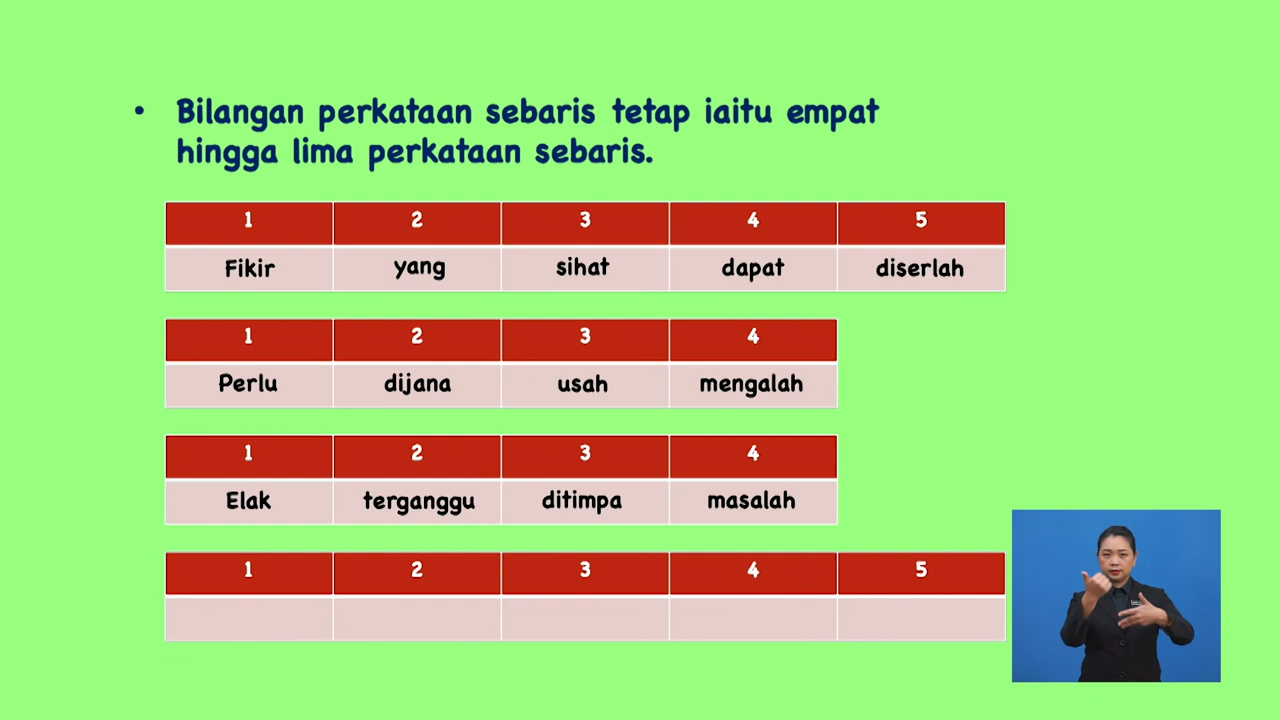 • Bilangan perkataan sebaris tetap iaitu empat
hingga lima perkataan sebaris.
1 2 3 4 5
Fikir yang sihat dapat diserlah
1 2 3 4
Perlu dijana usah mengalah
1 2 3 4
Elak terganggu ditimpa masalah
1 2 3 4 5